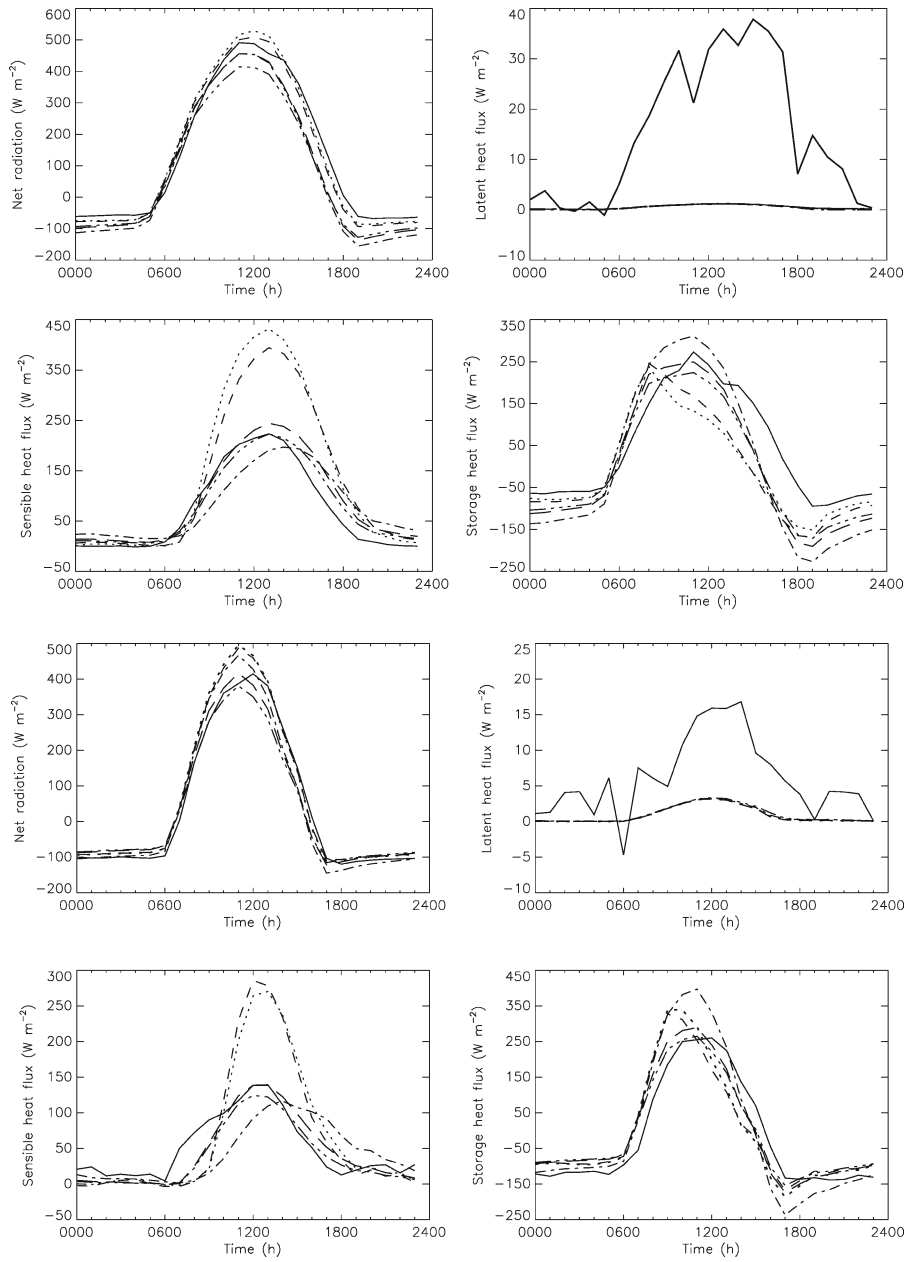 Net radiation (W m−2)
600
500
400
300
200
100
0
−100
−200
0000 0600 1200 1800 2400
Time (h)
Latent heat flux (W m−2)
40
30
20
10
0
−10
0000 0600 1200 1800 2400
Time (h)
Sensible heat flux (W m−2)
450
350
250
150
50
−50
0000 0600 1200 1800 2400
Time (h)
Storage heat flux (W m−2)
350
250
150
50
−50
−150
−250
0000 0600 1200 1800 2400
Time (h)
Net radiation (W m−2)
500
400
300
200
100
0
−100
−200
0000 0600 1200 1800 2400
Time (h)
Latent heat flux (W m−2)
25
20
15
10
5
0
−5
−10
0000 0600 1200 1800 2400
Time (h)
Sensible heat flux (W m−2)
300
250
200
150
100
50
0
−50
0000 0600 1200 1800 2400
Time (h)
Storage heat flux (W m−2)
450
350
250
150
50
−50
−150
−250
0000 0600 1200 1800 2400
Time (h)